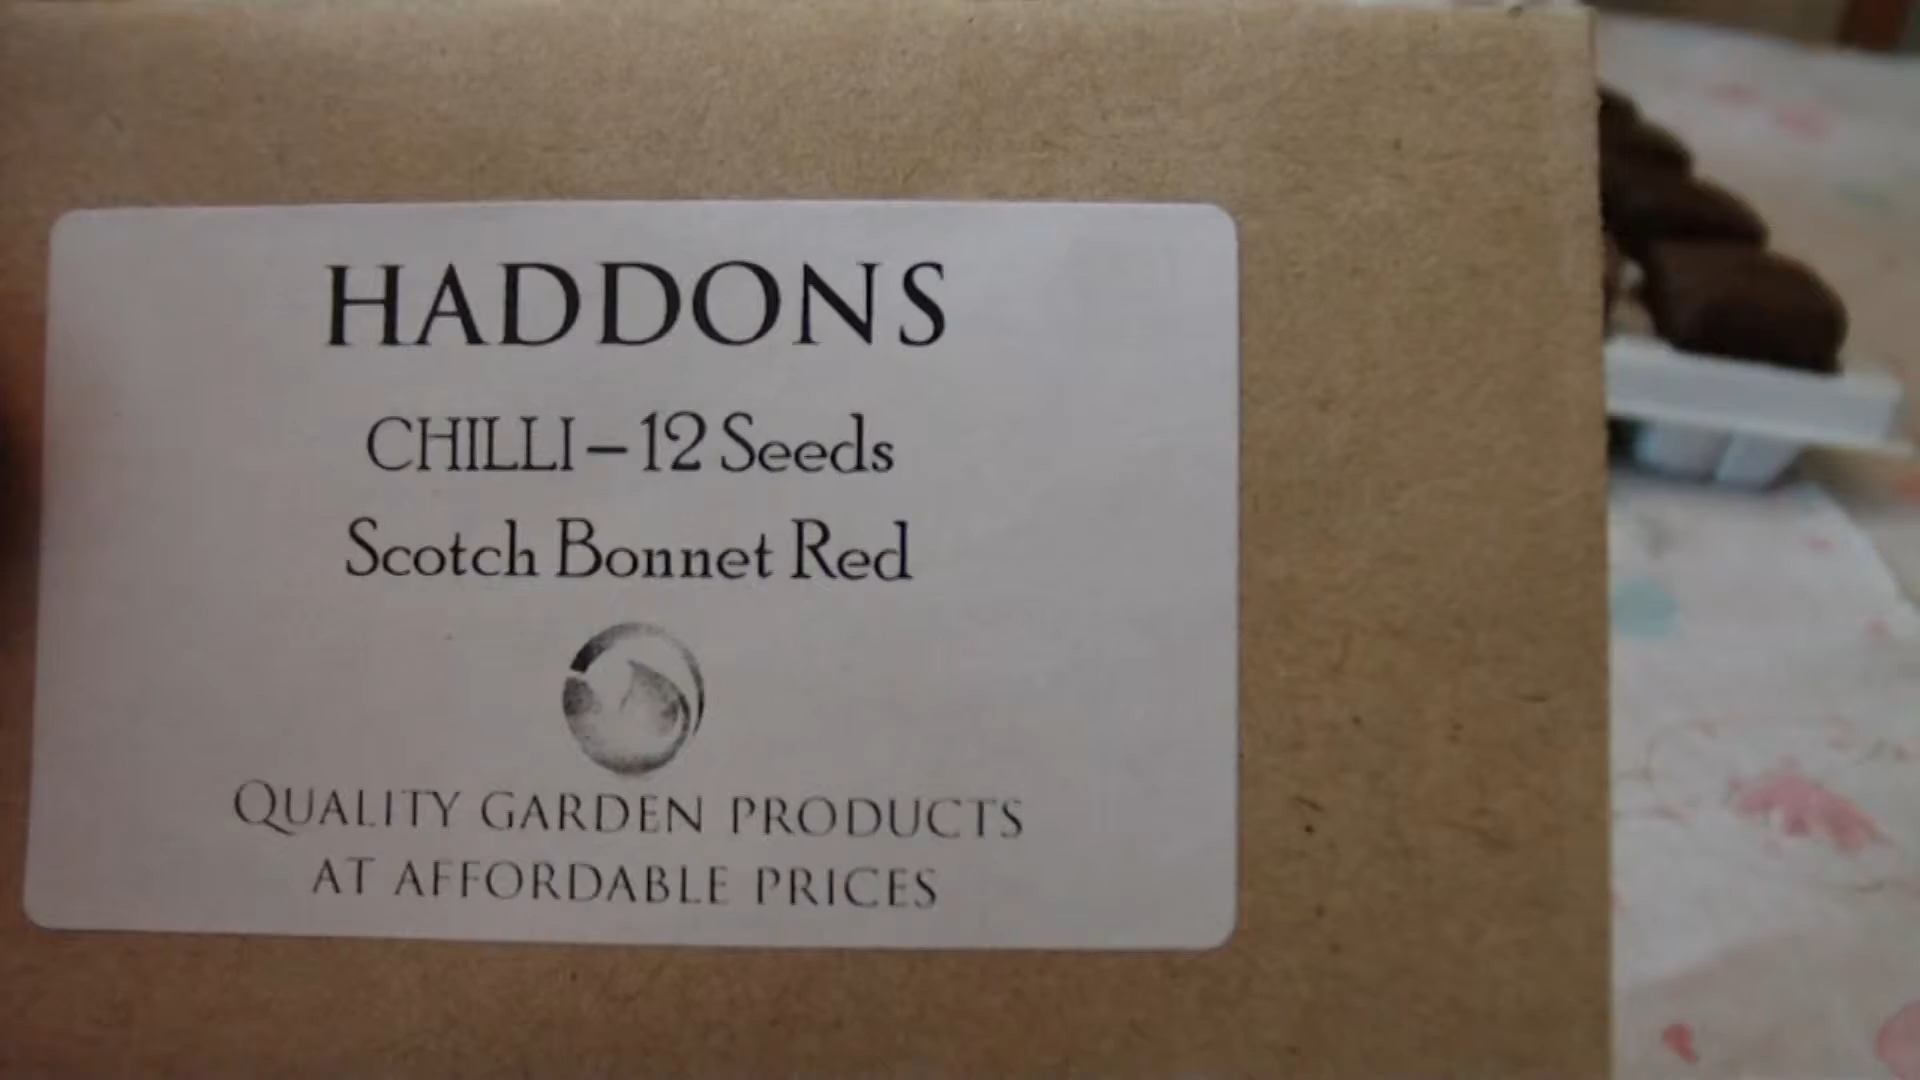 HADDONS
CHILLI – 12 Seeds
Scotch Bonnet Red
QUALITY GARDEN PRODUCTS
AT AFFORDABLE PRICES